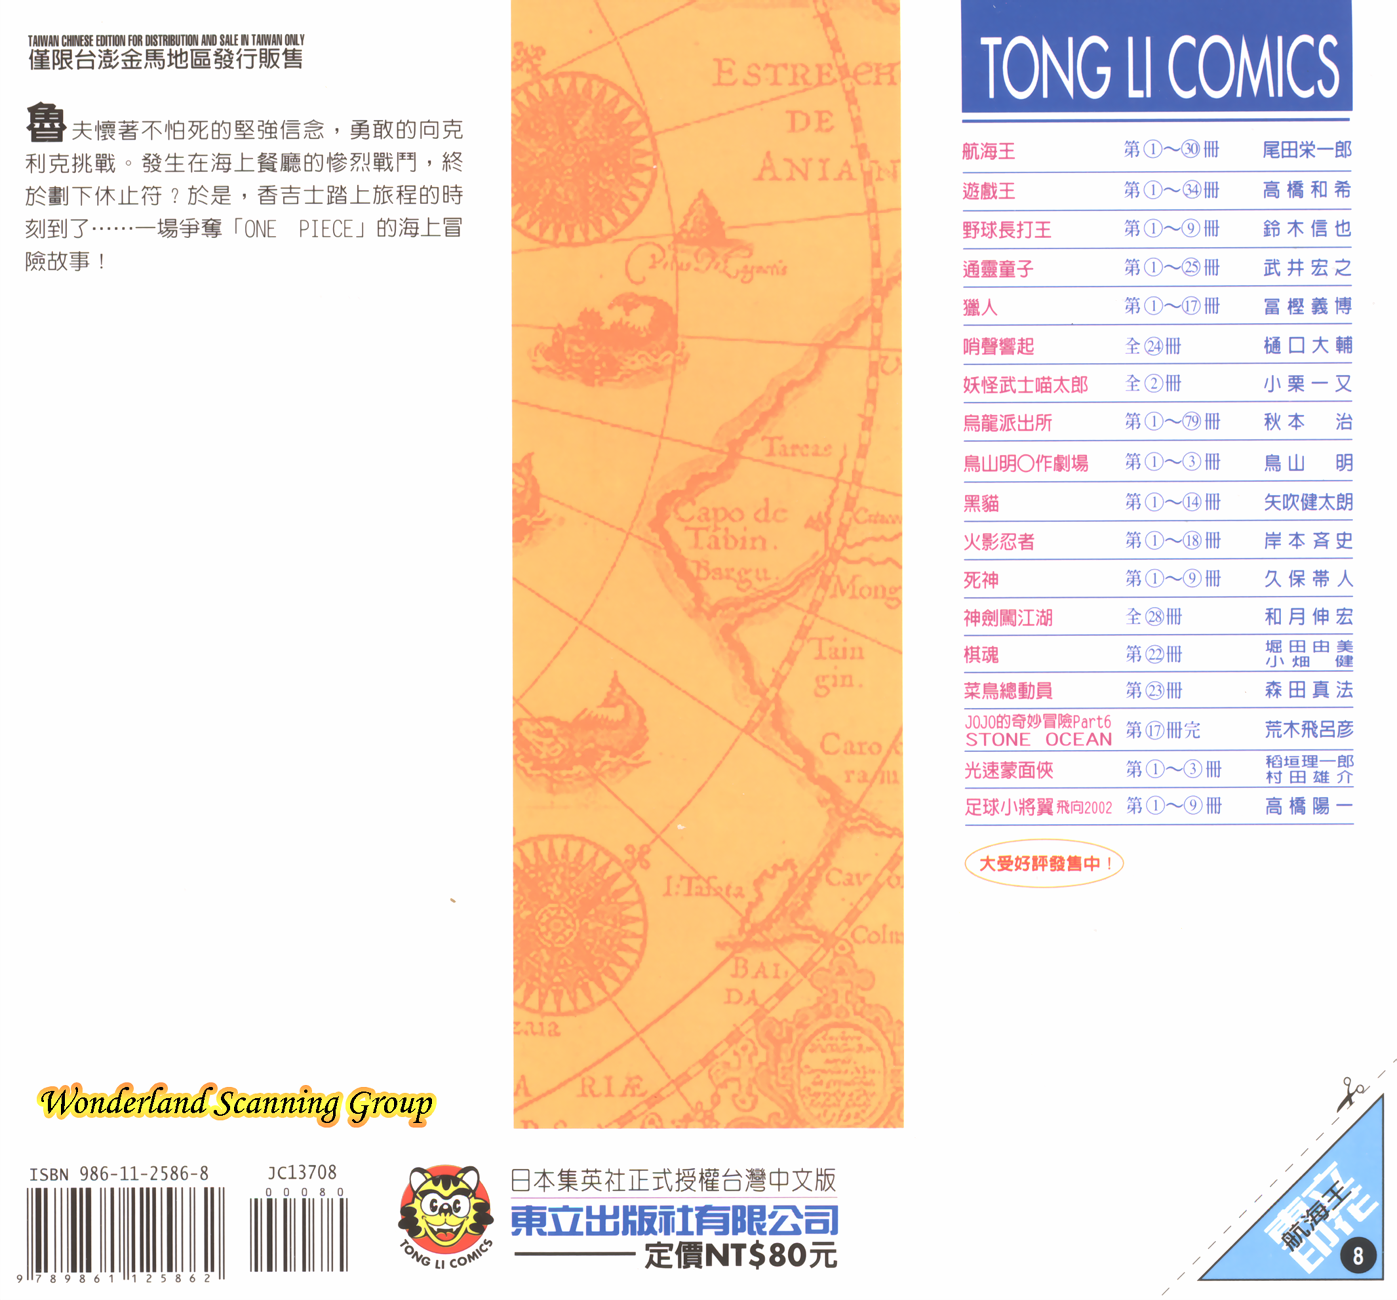 TAIWAN CHINESE EDITION FOR DISTRIBUTION AND SALE IN TAIWAN ONLY
僅限台澎金馬地區發行販售
魯夫懷著不怕死的堅強信念，勇敢的向克
利克挑戰。發生在海上餐廳的慘烈戰鬥，終
於劃下休止符？於是，香吉士踏上旅程的時
刻到了……一場爭奪「ONE PIECE」的海上冒
險故事！
Wonderland Scanning Group
ISBN 986-11-2586-8
JC13708
00080
9 789861 125862
TONG LI COMICS
日本集英社正式授權台灣中文版
東立出版社有限公司
定價NT$80元
ESTRE CH
DE
ANIAN
Tartas
Capo de
Tabin.
Bargu.
Mong
Tain
gin.
Caro
ram
I:Tafata
BAL
DA
RIÆ
TONG LI COMICS
航海王 第①～㉚冊 尾田栄一郎
遊戲王 第①～㉞冊 高橋和希
野球長打王 第①～⑨冊 鈴木信也
通靈童子 第①～㉕冊 武井宏之
獵人 第①～⑰冊 冨樫義博
哨聲響起 全㉔冊 樋口大輔
妖怪武士喵太郎 全②冊 小栗一又
烏龍派出所 第①～79冊 秋本 治
鳥山明〇作劇場 第①～③冊 鳥山 明
黑貓 第①～⑭冊 矢吹健太朗
火影忍者 第①～⑱冊 岸本斉史
死神 第①～⑨冊 久保帯人
神劍闖江湖 全㉘冊 和月伸宏
棋魂 第㉒冊 堀田由美
小畑 健
菜鳥總動員 第㉓冊 森田真法
JOJO的奇妙冒險Part6
STONE OCEAN 第⑰冊完 荒木飛呂彦
光速蒙面俠 第①～③冊 稻垣理一郎
村田雄介
足球小將翼 飛向2002 第①～⑨冊 高橋陽一
大受好評發售中！
東立
印花
航海王
8